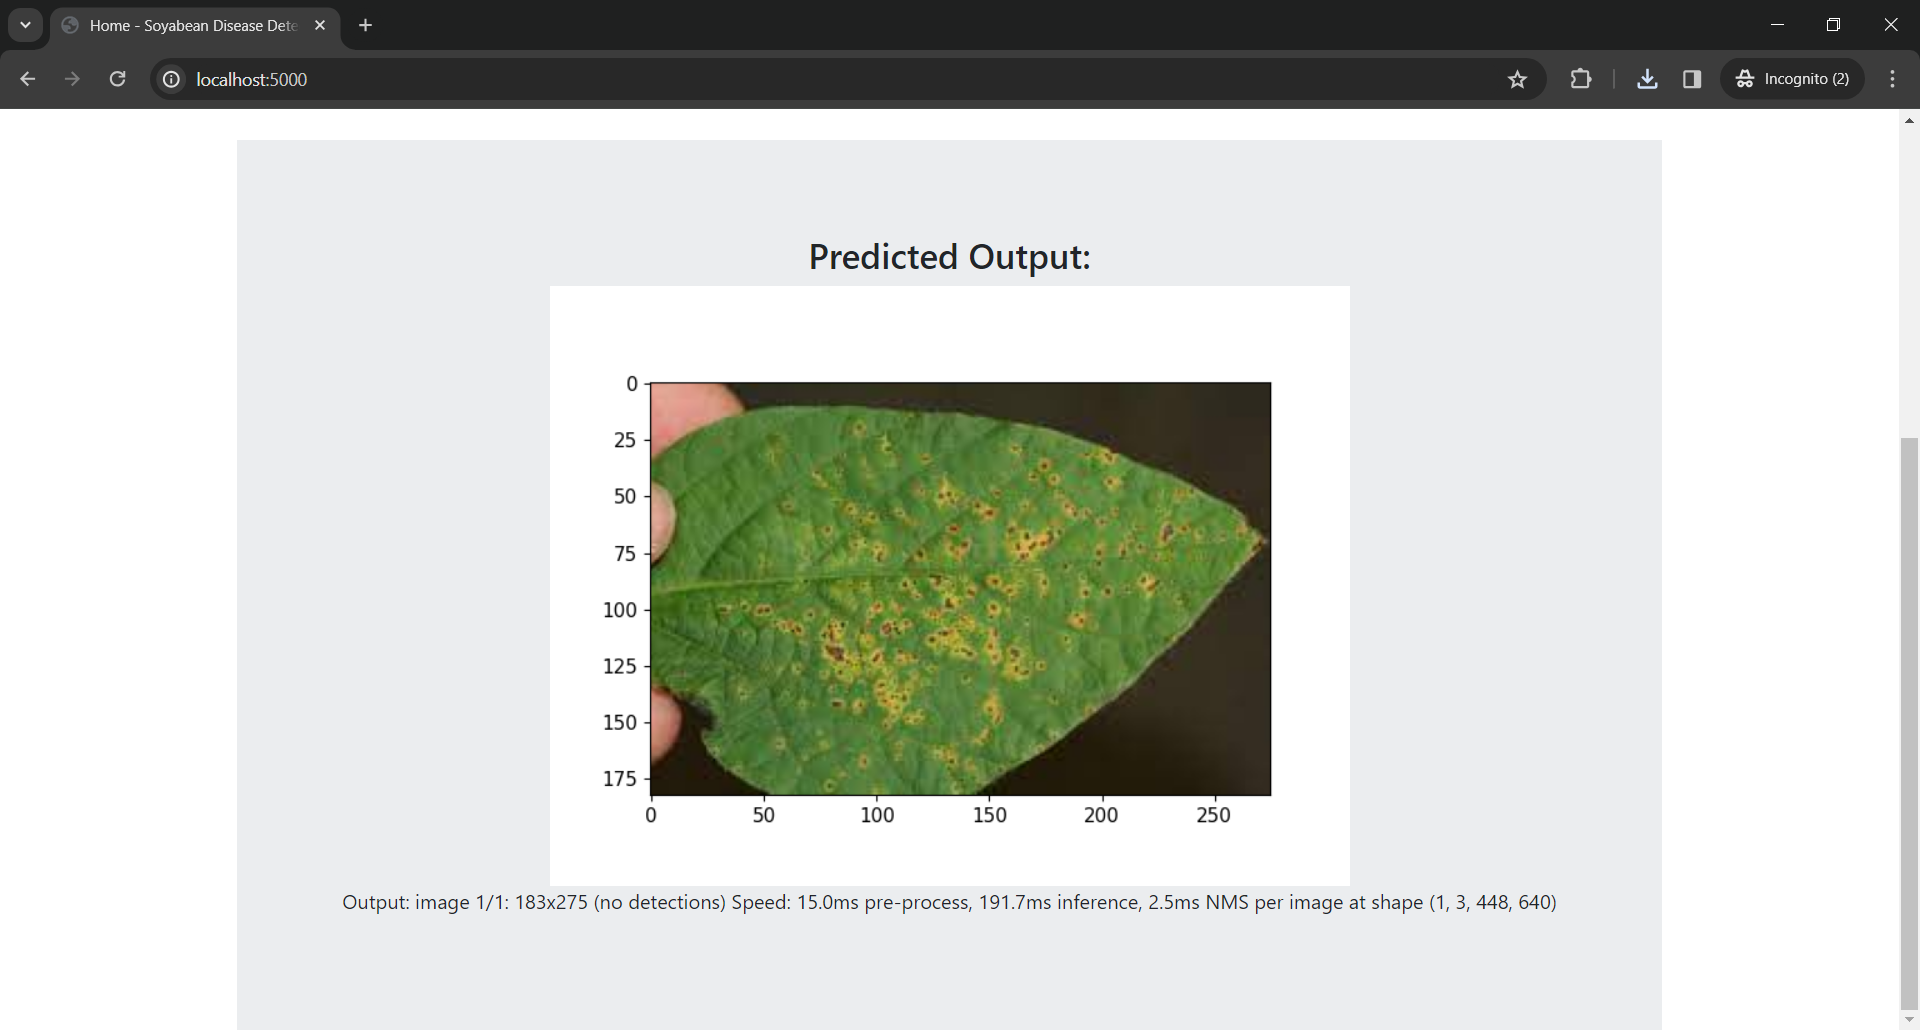 Home - Soyabean Disease Dete
localhost:5000
Incognito (2)
Predicted Output:
0
25
50
75
100
125
150
175
0 50 100 150 200 250
Output: image 1/1: 183x275 (no detections) Speed: 15.0ms pre-process, 191.7ms inference, 2.5ms NMS per image at shape (1, 3, 448, 640)